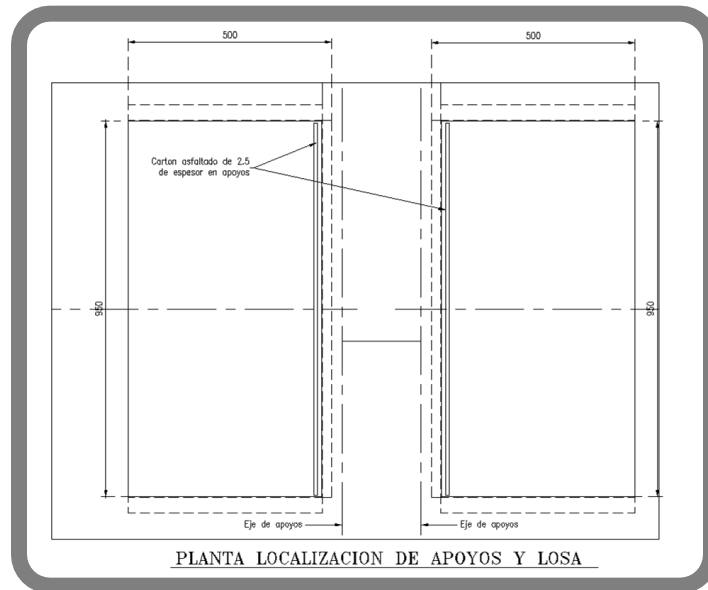 500
500
Carton asfaltado de 2.5
de espesor en apoyos
950
950
Eje de apoyos
Eje de apoyos
PLANTA LOCALIZACION DE APOYOS Y LOSA